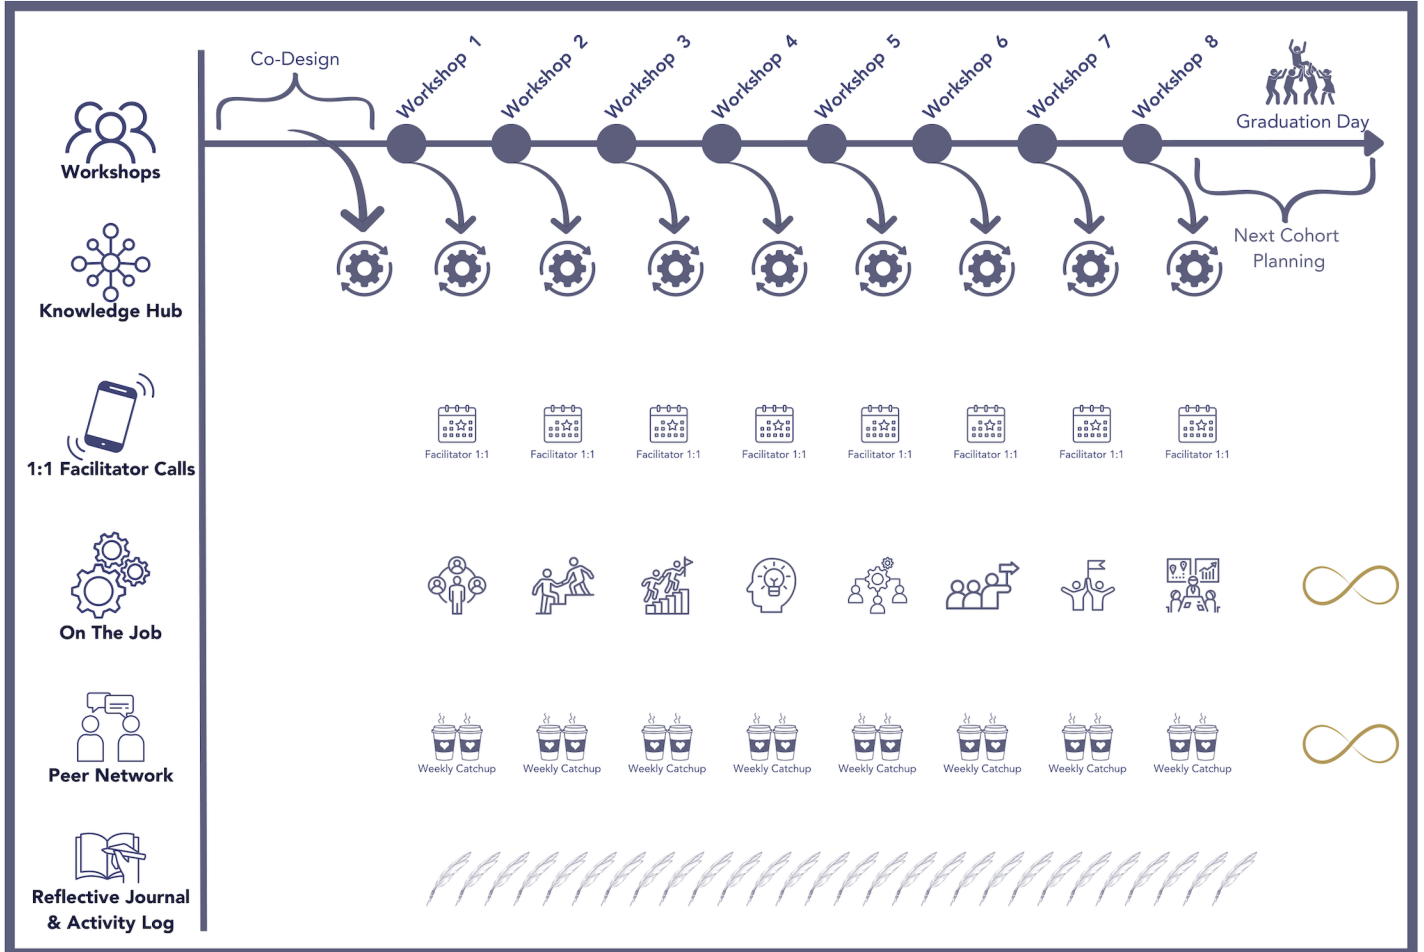 Co-Design
Workshop 1
Workshop 2
Workshop 3
Workshop 4
Workshop 5
Workshop 6
Workshop 7
Workshop 8
Graduation Day
Workshops
Next Cohort
Planning
Knowledge Hub
1:1 Facilitator Calls
Facilitator 1:1
Facilitator 1:1
Facilitator 1:1
Facilitator 1:1
Facilitator 1:1
Facilitator 1:1
Facilitator 1:1
Facilitator 1:1
On The Job
Peer Network
Weekly Catchup
Weekly Catchup
Weekly Catchup
Weekly Catchup
Weekly Catchup
Weekly Catchup
Weekly Catchup
Weekly Catchup
Reflective Journal
& Activity Log